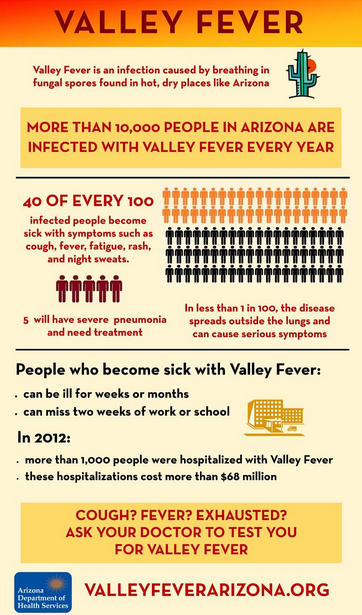 VALLEY FEVER
Valley Fever is an infection caused by breathing in
fungal spores found in hot, dry places like Arizona
MORE THAN 10,000 PEOPLE IN ARIZONA ARE
INFECTED WITH VALLEY FEVER EVERY YEAR
40 OF EVERY 100
infected people become
sick with symptoms such as
cough, fever, fatigue, rash,
and night sweats.
5 will have severe pneumonia
and need treatment
In less than 1 in 100, the disease
spreads outside the lungs and
can cause serious symptoms
People who become sick with Valley Fever:
. can be ill for weeks or months
. can miss two weeks of work or school
In 2012:
. more than 1,000 people were hospitalized with Valley Fever
. these hospitalizations cost more than $68 million
COUGH? FEVER? EXHAUSTED?
ASK YOUR DOCTOR TO TEST YOU
FOR VALLEY FEVER
Arizona
Department of
Health Services
VALLEYFEVERARIZONA.ORG